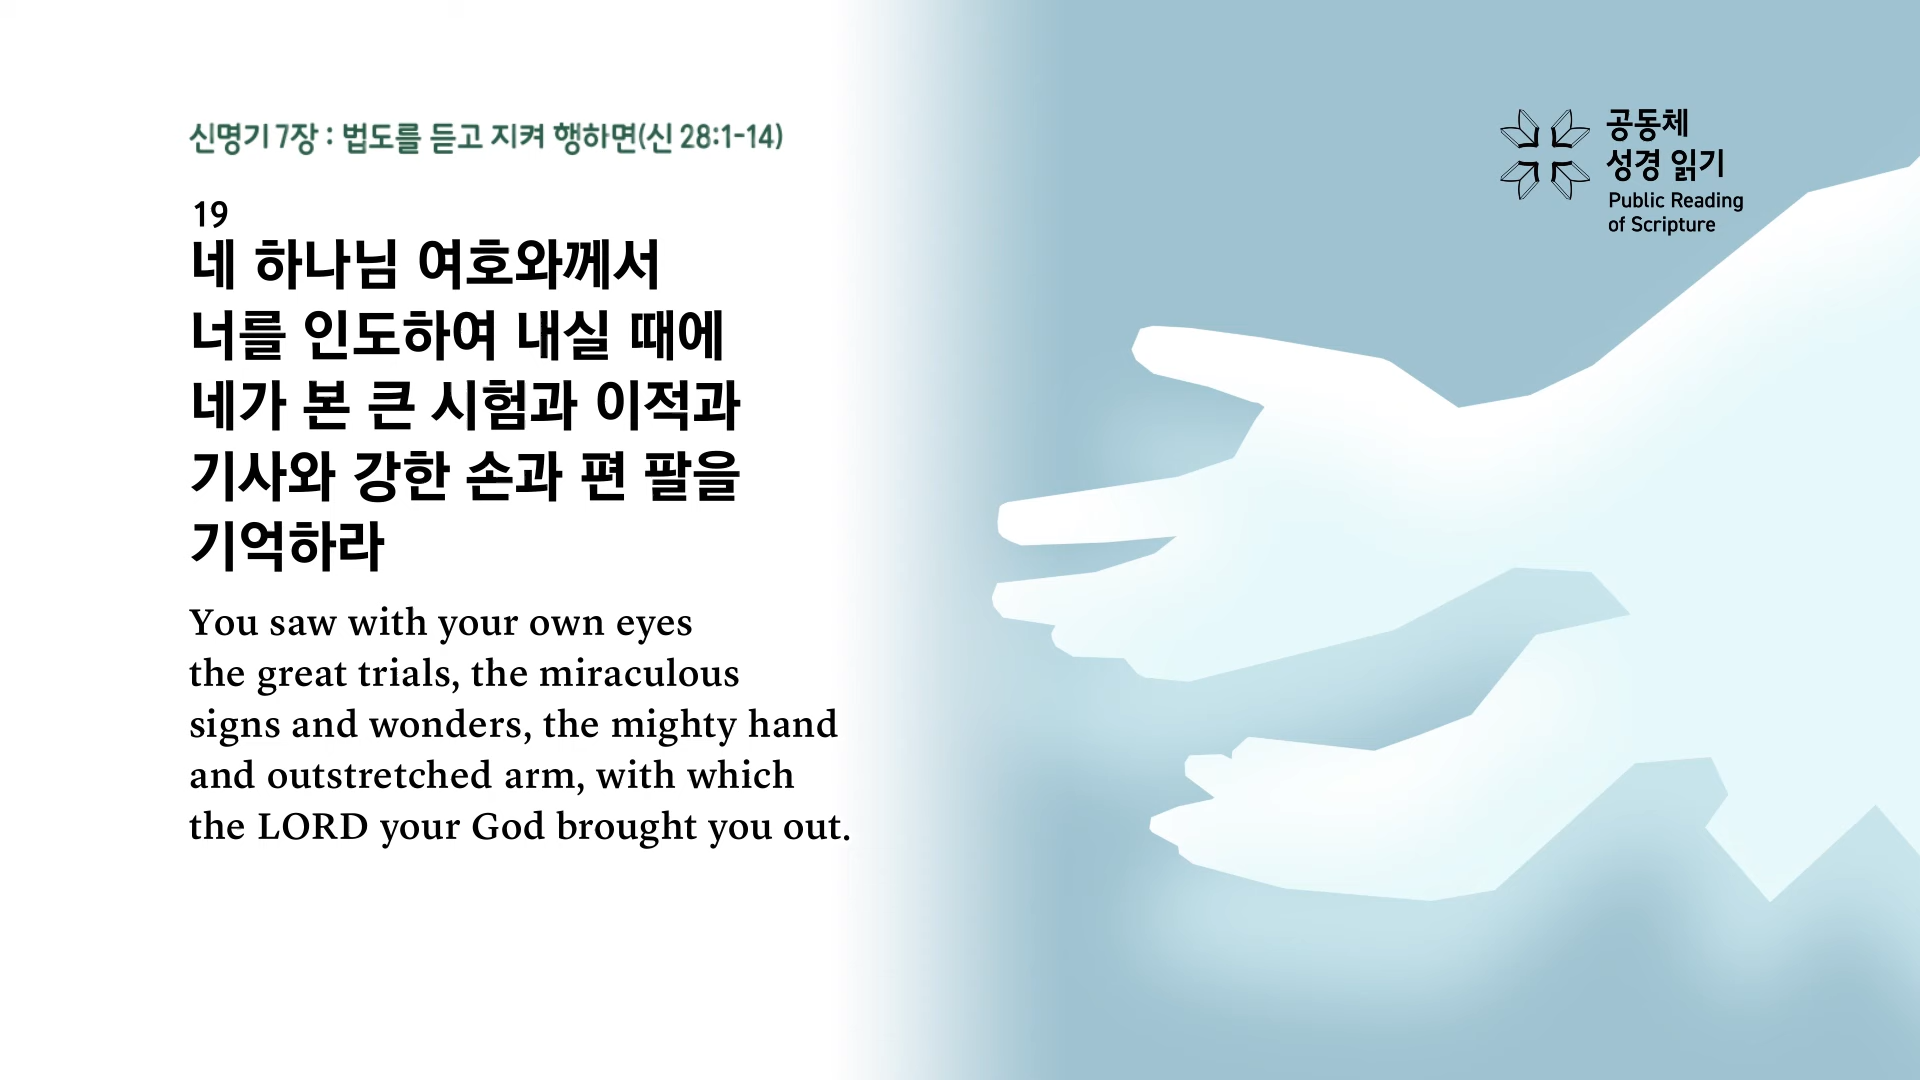 신명기 7장 : 법도를 듣고 지켜 행하면(신 28:1-14)
19
네 하나님 여호와께서
너를 인도하여 내실 때에
네가 본 큰 시험과 이적과
기사와 강한 손과 편 팔을
기억하라
You saw with your own eyes
the great trials, the miraculous
signs and wonders, the mighty hand
and outstretched arm, with which
the LORD your God brought you out.
공동체
성경 읽기
Public Reading
of Scripture